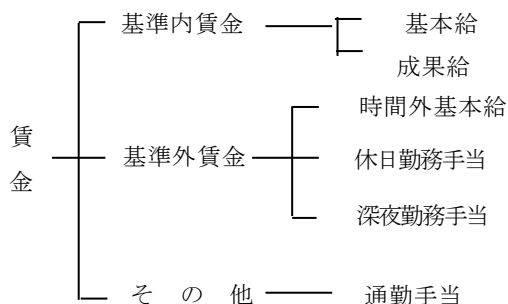 基準内賃金 基本給
成果給
時間外基本給
賃金 基準外賃金 休日勤務手当
深夜勤務手当
その他 通勤手当